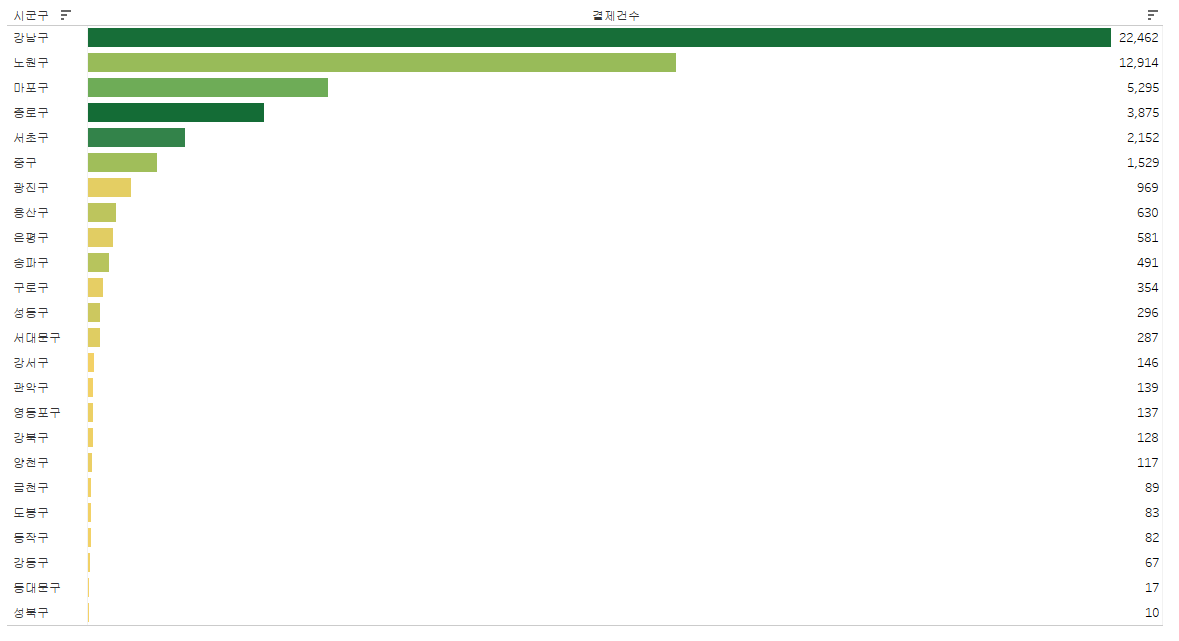 시군구 결제건수
강남구 22,462
노원구 12,914
마포구 5,295
종로구 3,875
서초구 2,152
중구 1,529
광진구 969
용산구 630
은평구 581
송파구 491
구로구 354
성동구 296
서대문구 287
강서구 146
관악구 139
영등포구 137
강북구 128
양천구 117
금천구 89
도봉구 83
동작구 82
강동구 67
동대문구 17
성북구 10